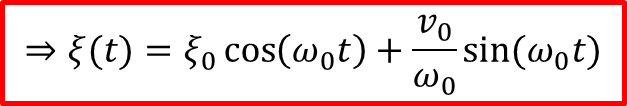 ⇒ ξ(t) = ξ₀ cos(ω₀t) + v₀/ω₀ sin(ω₀t)